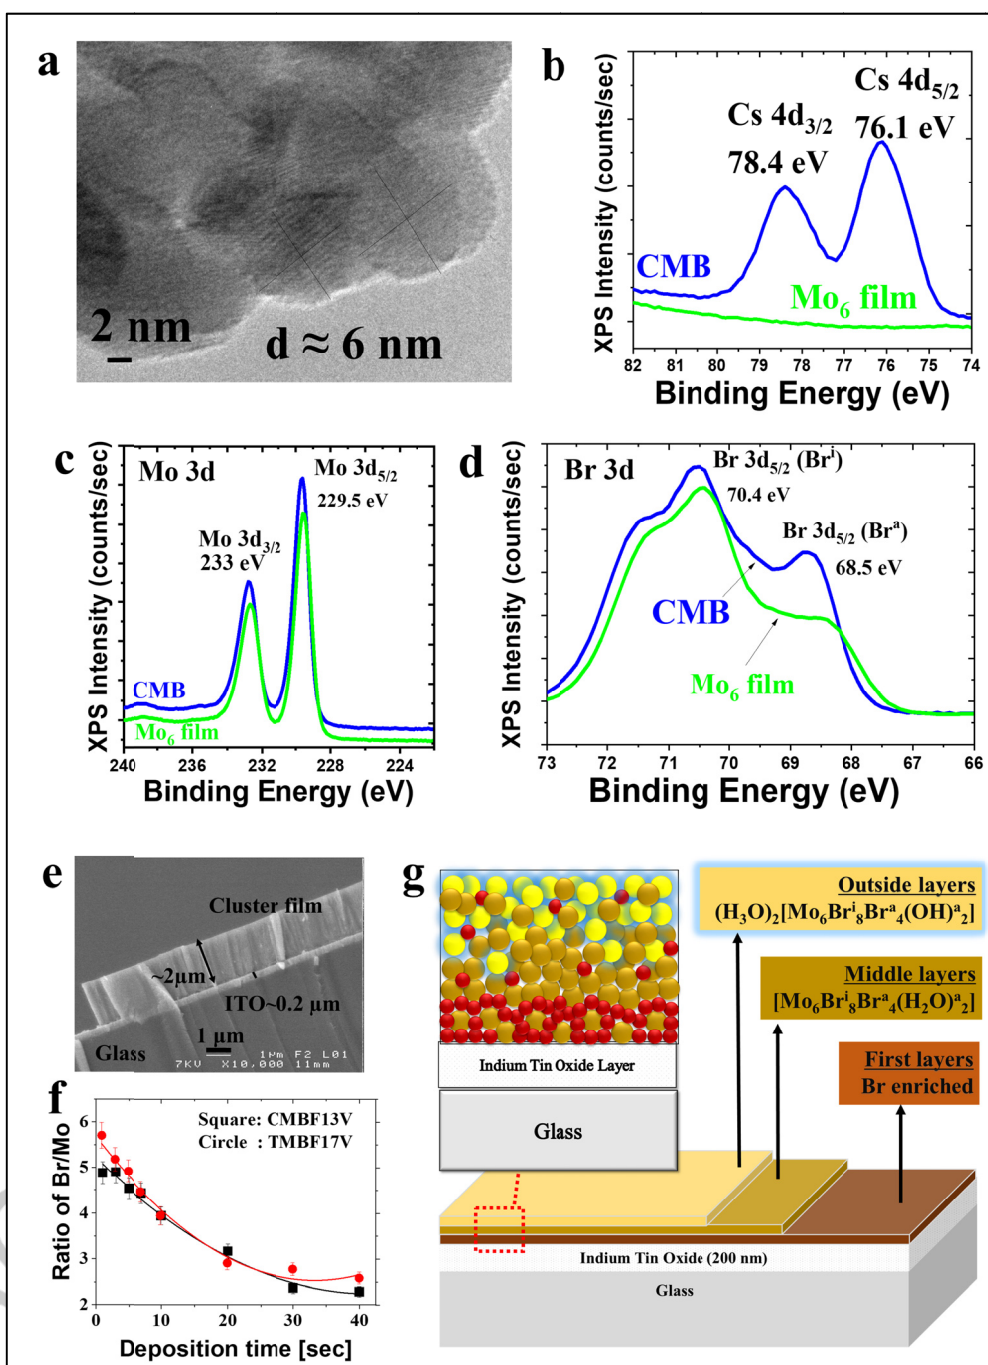 a
2 nm
d ≈ 6 nm
b
Cs 4d3/2
78.4 eV
Cs 4d5/2
76.1 eV
CMB
Mo6 film
XPS Intensity (counts/sec)
82 81 80 79 78 77 76 75 74
Binding Energy (eV)
c
Mo 3d
Mo 3d5/2
229.5 eV
Mo 3d3/2
233 eV
CMB
Mo6 film
XPS Intensity (counts/sec)
240 236 232 228 224
Binding Energy (eV)
d
Br 3d
Br 3d5/2 (Brⁱ)
70.4 eV
Br 3d5/2 (Brᵃ)
68.5 eV
CMB
Mo6 film
XPS Intensity (counts/sec)
73 72 71 70 69 68 67 66
Binding Energy (eV)
e
Cluster film
~2µm
ITO~0.2 µm
Glass
1 µm
7KV X10,000 1µm F2 L01 11mm
f
Square: CMBF13V
Circle : TMBF17V
Ratio of Br/Mo
6
5
4
3
2
0 10 20 30 40
Deposition time [sec]
g
Indium Tin Oxide Layer
Glass
Outside layers
(H3O)2[Mo6Brⁱ8Brᵃ4(OH)ᵃ2]
Middle layers
[Mo6Brⁱ8Brᵃ4(H2O)ᵃ2]
First layers
Br enriched
Indium Tin Oxide (200 nm)
Glass